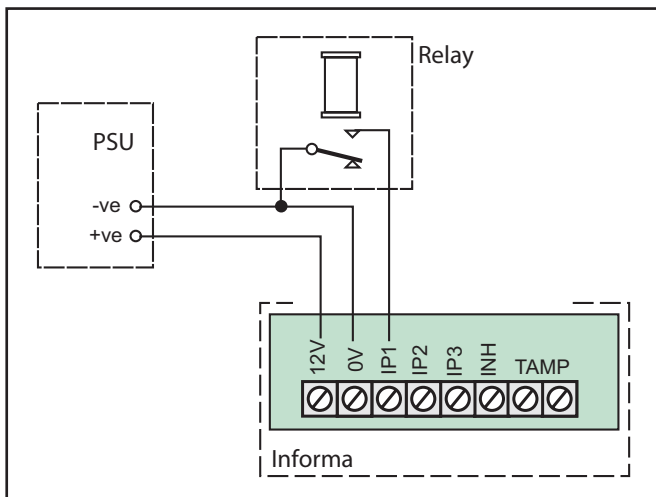 Relay
PSU
-ve
+ve
12V
0V
IP1
IP2
IP3
INH
TAMP
Informa